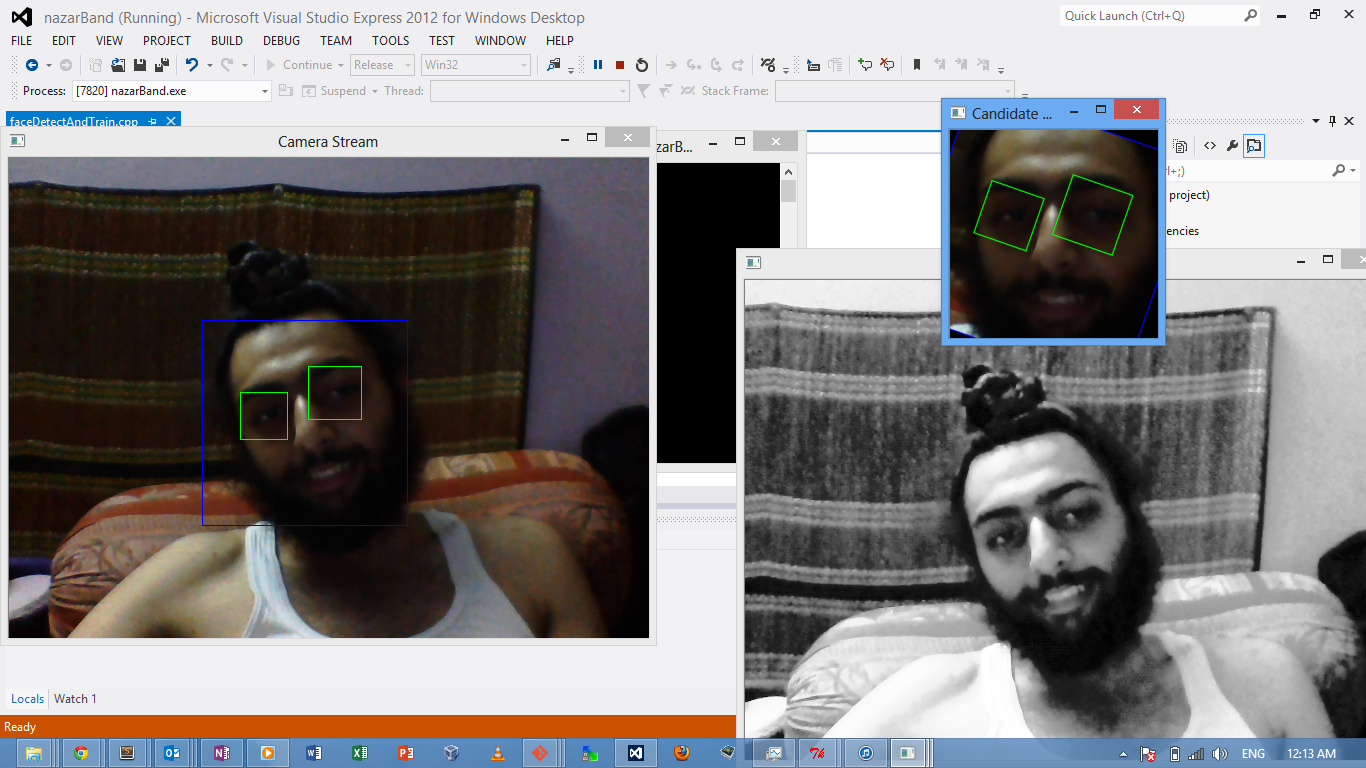 nazarBand (Running) - Microsoft Visual Studio Express 2012 for Windows Desktop
Quick Launch (Ctrl+Q)
FILE EDIT VIEW PROJECT BUILD DEBUG TEAM TOOLS TEST WINDOW HELP
Continue Release Win32
Process: [7820] nazarBand.exe Suspend Thread: Stack Frame:
faceDetectAndTrain.cpp
Candidate ...
Camera Stream
zarB...
l+;)
project)
encies
Locals Watch 1
Ready
ENG 12:13 AM